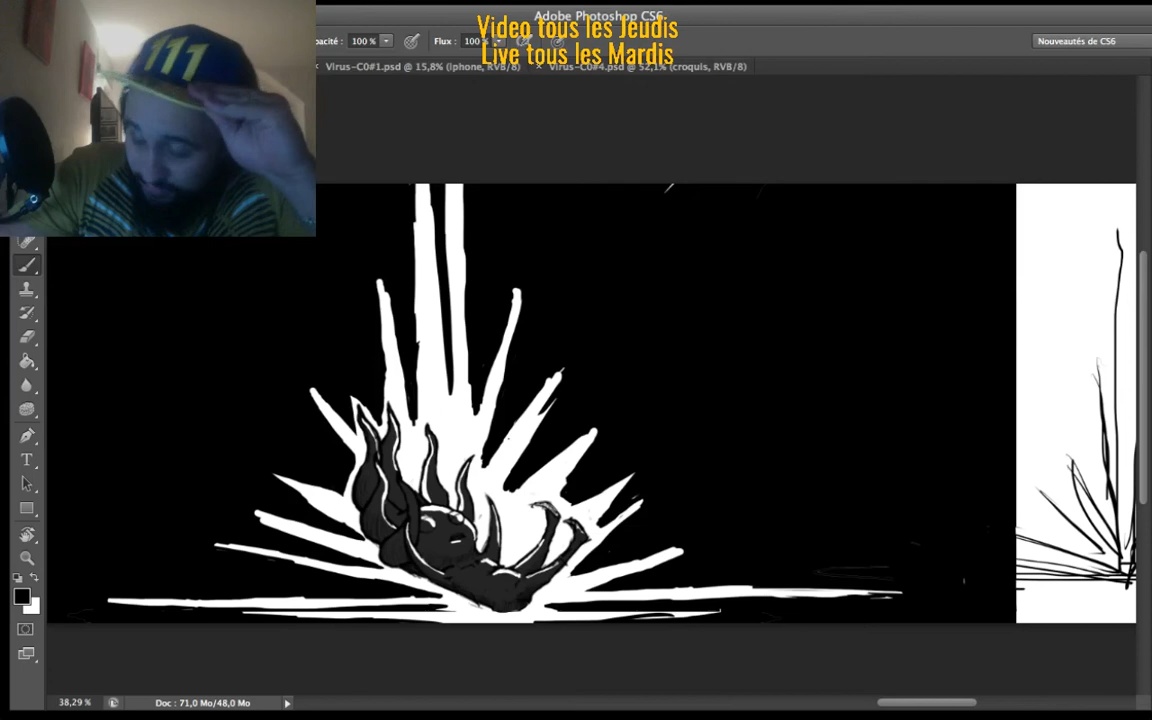 Adobe Photoshop CS6
Video tous les Jeudis
Live tous les Mardis
111
pacité : 100 %
Flux : 100 %
Nouveautés de CS6
Virus-C0#1.psd @ 15,8% (iphone, RVB/8)
Virus-C0#4.psd @ 52,1% (croquis, RVB/8)
T
38,29 %
Doc : 71,0 Mo/48,0 Mo